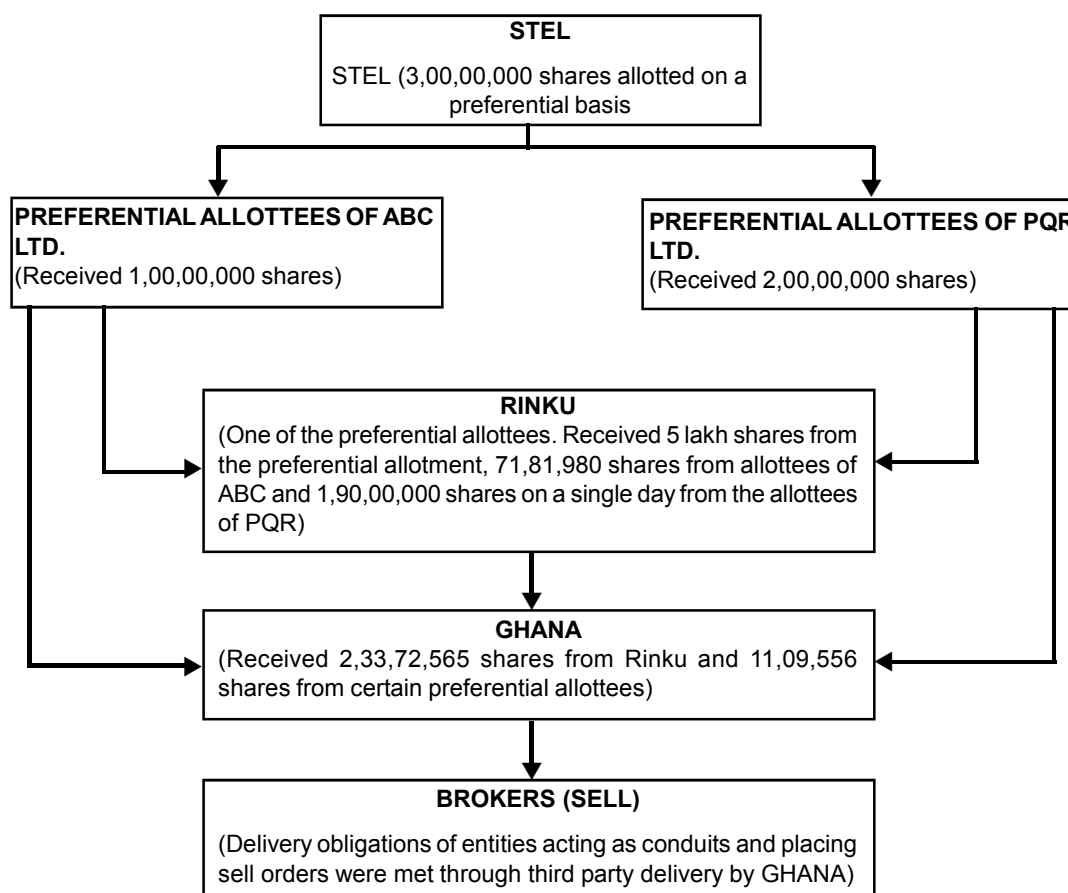 STEL
STEL (3,00,00,000 shares allotted on a
preferential basis
PREFERENTIAL ALLOTTEES OF ABC
LTD.
(Received 1,00,00,000 shares)
PREFERENTIAL ALLOTTEES OF PQR
LTD.
(Received 2,00,00,000 shares)
RINKU
(One of the preferential allottees. Received 5 lakh shares from
the preferential allotment, 71,81,980 shares from allottees of
ABC and 1,90,00,000 shares on a single day from the allottees
of PQR)
GHANA
(Received 2,33,72,565 shares from Rinku and 11,09,556
shares from certain preferential allottees)
BROKERS (SELL)
(Delivery obligations of entities acting as conduits and placing
sell orders were met through third party delivery by GHANA)